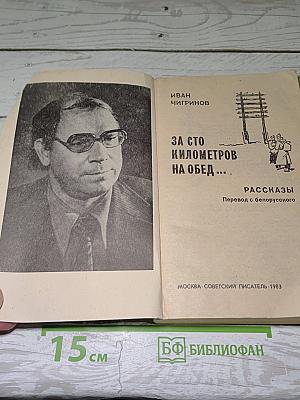 ИВАН
ЧИГРИНОВ
ЗА СТО
КИЛОМЕТРОВ
НА ОБЕД...
РАССКАЗЫ
Перевод с белорусского
МОСКВА·СОВЕТСКИЙ ПИСАТЕЛЬ·1983
15 см
БФ БИБЛИОФАН